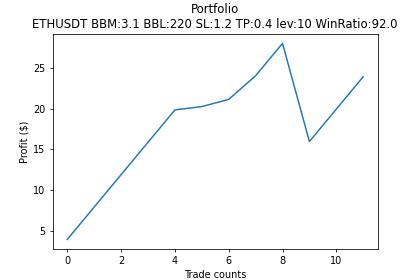 Portfolio
ETHUSDT BBM:3.1 BBL:220 SL:1.2 TP:0.4 lev:10 WinRatio:92.0
Profit ($)
25
20
15
10
5
0 2 4 6 8 10
Trade counts